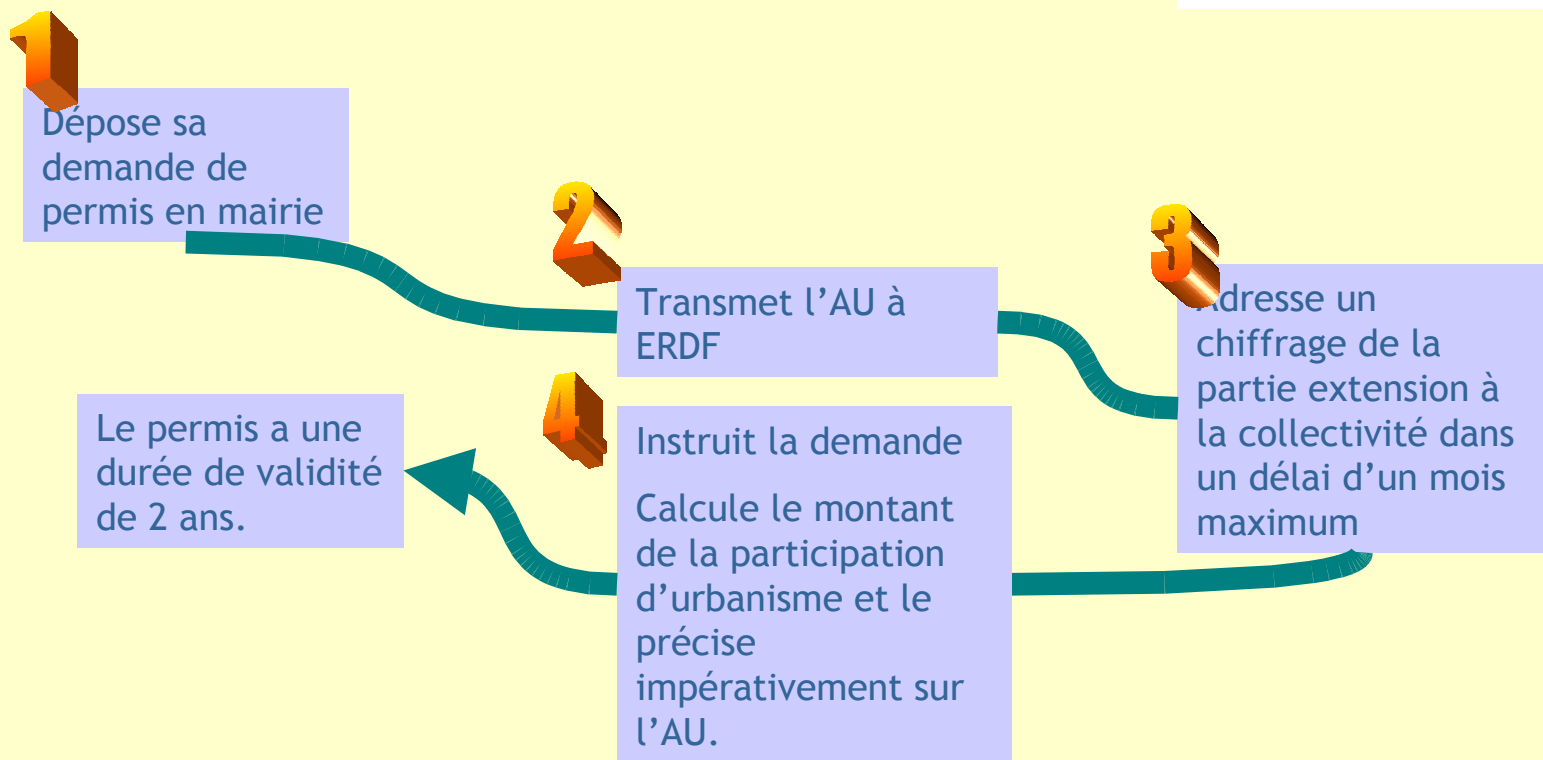 1
Dépose sa
demande de
permis en mairie
2
Transmet l’AU à
ERDF
3
Adresse un
chiffrage de la
partie extension à
la collectivité dans
un délai d’un mois
maximum
4
Instruit la demande
Calcule le montant
de la participation
d’urbanisme et le
précise
impérativement sur
l’AU.
Le permis a une
durée de validité
de 2 ans.